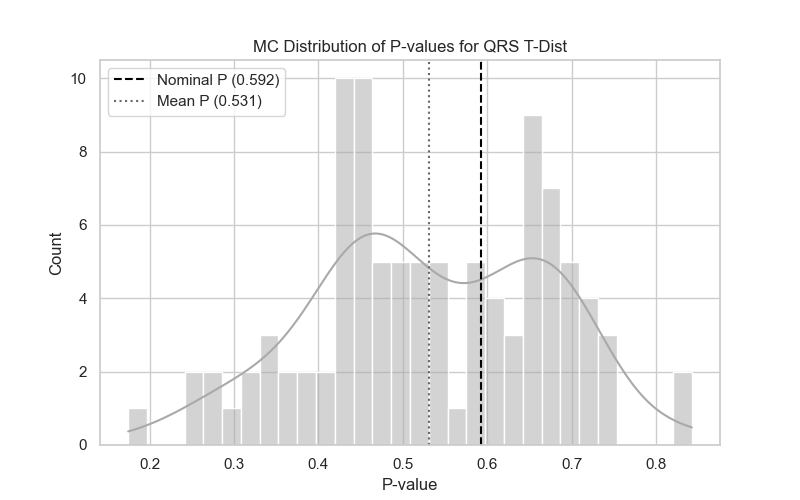 MC Distribution of P-values for QRS T-Dist
Nominal P (0.592)
Mean P (0.531)
Count
10
8
6
4
2
0
0.2 0.3 0.4 0.5 0.6 0.7 0.8
P-value